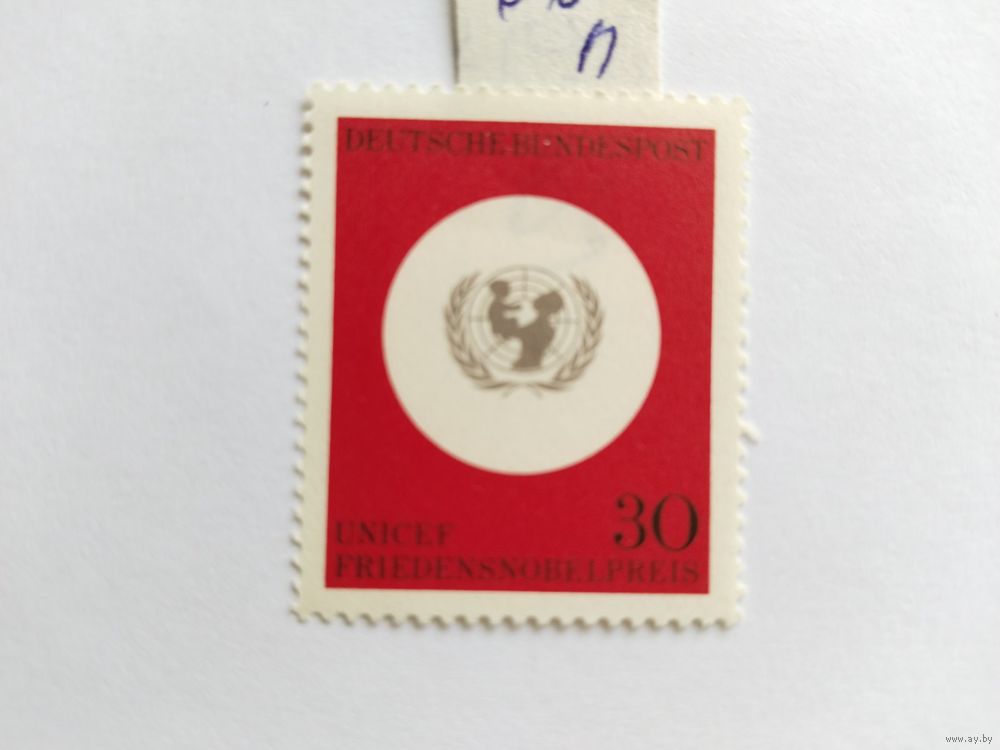 п
DEUTSCHE BUNDESPOST
30
UNICEF
FRIEDENSNOBELPREIS
www.ay.by